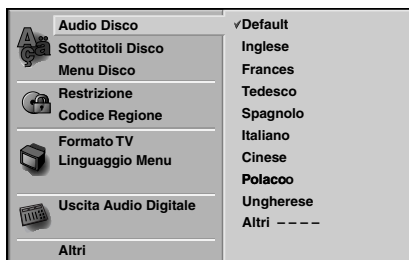 Audio Disco
Sottotitoli Disco
Menu Disco
Restrizione
Codice Regione
Formato TV
Linguaggio Menu
Uscita Audio Digitale
Altri
✓Default
Inglese
Frances
Tedesco
Spagnolo
Italiano
Cinese
Polacoo
Ungherese
Altri – – – –